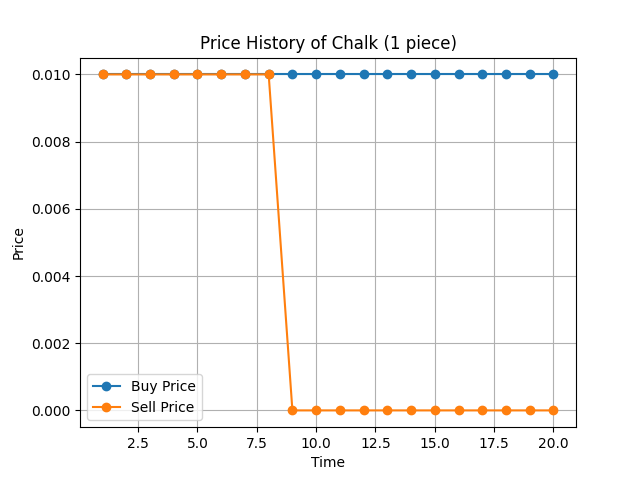 Price History of Chalk (1 piece)
Price
0.010
0.008
0.006
0.004
0.002
0.000
Buy Price
Sell Price
2.5 5.0 7.5 10.0 12.5 15.0 17.5 20.0
Time